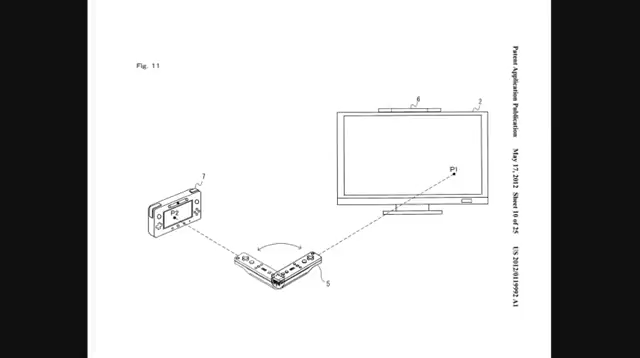 Fig. 11
6
2
P1
7
P2
5
Patent Application Publication May 17, 2012 Sheet 10 of 25 US 2012/0119992 A1